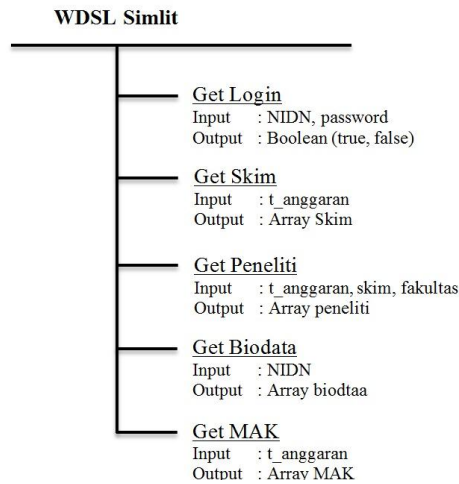 WDSL Simlit
Get Login
Input : NIDN, password
Output : Boolean (true, false)
Get Skim
Input : t_anggaran
Output : Array Skim
Get Peneliti
Input : t_anggaran, skim, fakultas
Output : Array peneliti
Get Biodata
Input : NIDN
Output : Array biodtaa
Get MAK
Input : t_anggaran
Output : Array MAK